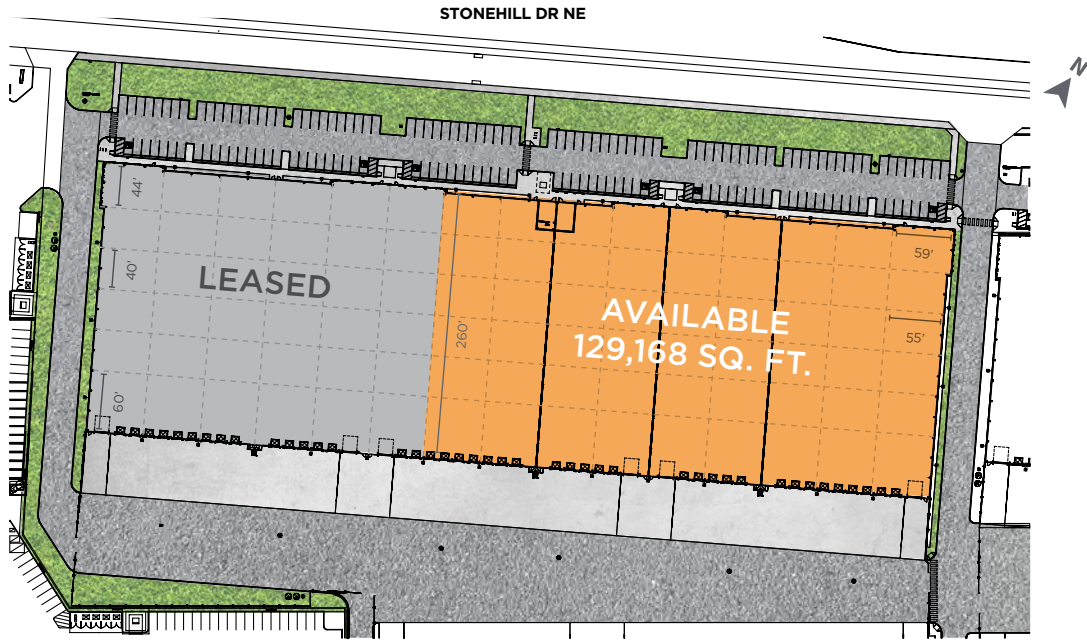 STONEHILL DR NE
N
44'
40'
60'
LEASED
260'
59'
55'
AVAILABLE
129,168 SQ. FT.